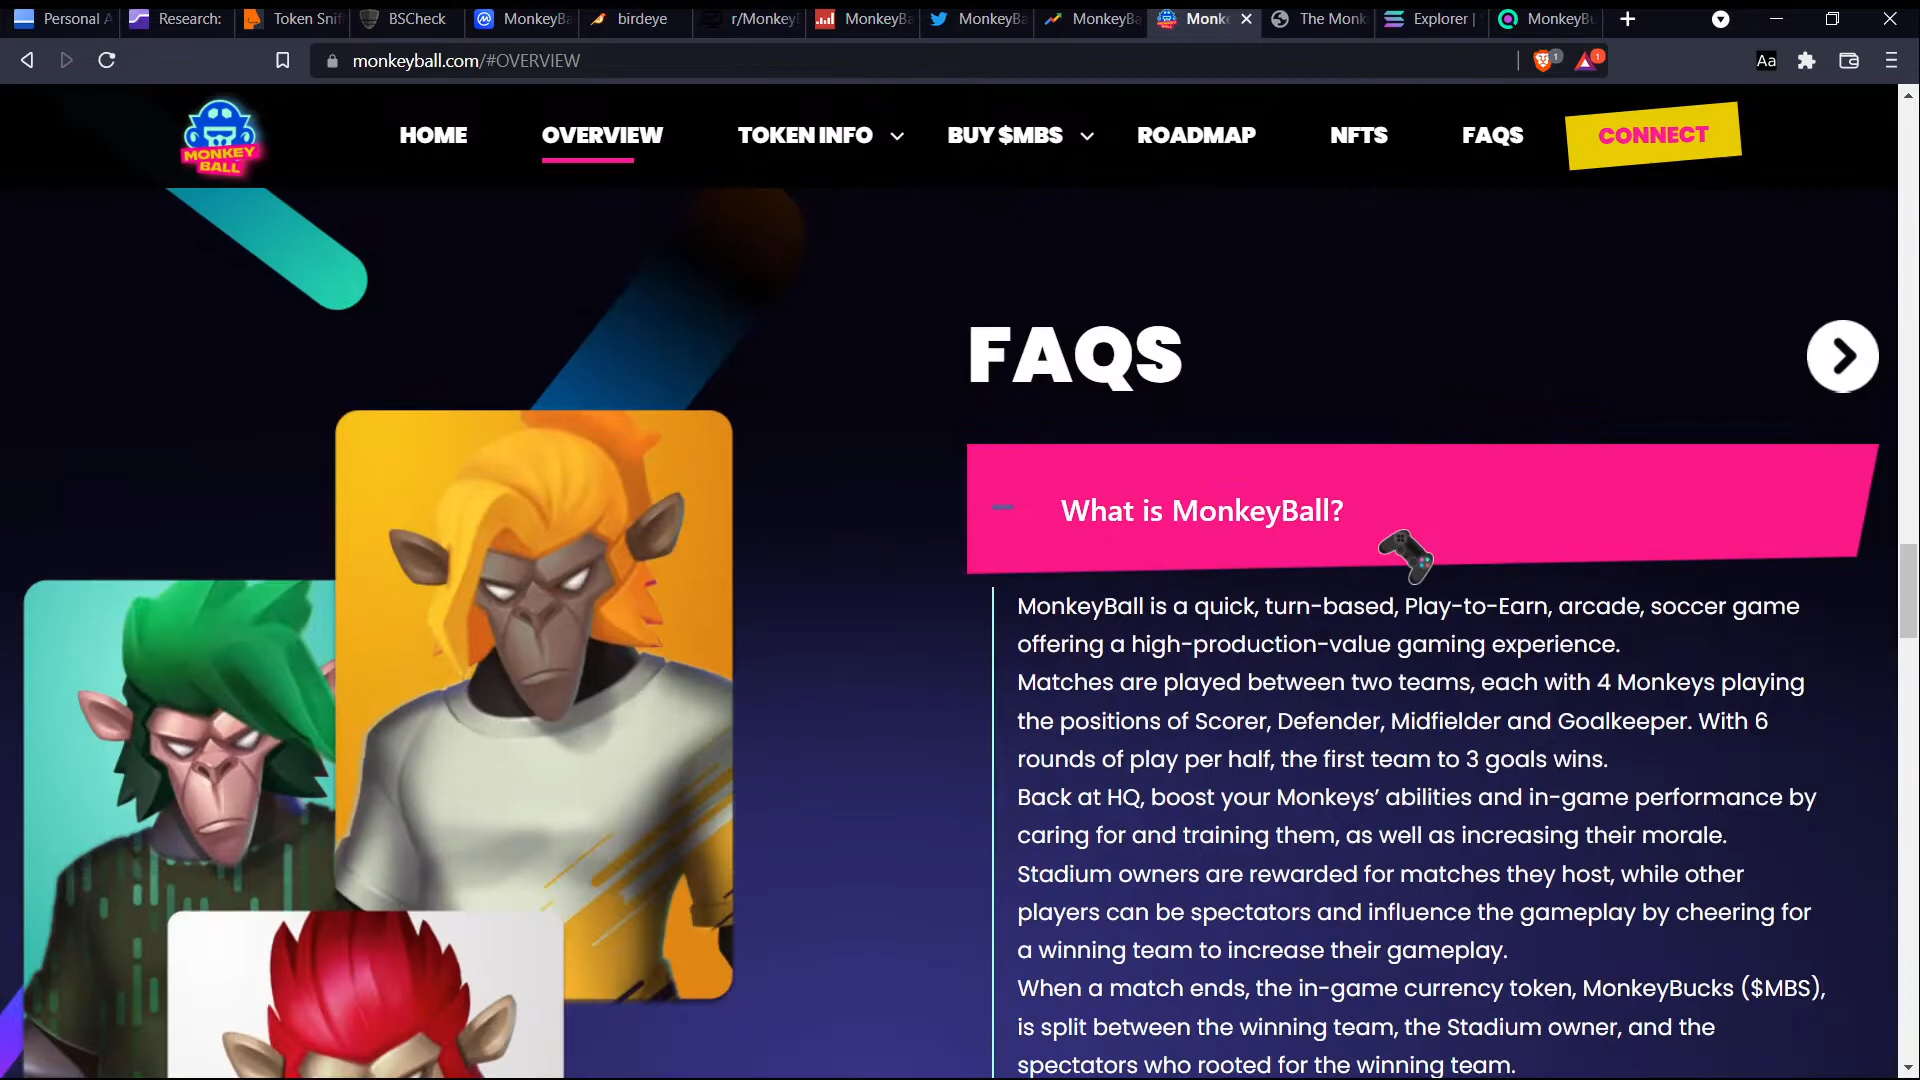 Personal A
Research:
Token Snif
BSCheck
MonkeyBa
birdeye
r/MonkeyB
MonkeyBa
MonkeyBa
MonkeyBa
Monke
The Monk
Explorer |
MonkeyBu
monkeyball.com/#OVERVIEW
1
1
Aa
MONKEY
BALL
HOME
OVERVIEW
TOKEN INFO
BUY $MBS
ROADMAP
NFTS
FAQS
CONNECT
FAQS
What is MonkeyBall?
MonkeyBall is a quick, turn-based, Play-to-Earn, arcade, soccer game
offering a high-production-value gaming experience.
Matches are played between two teams, each with 4 Monkeys playing
the positions of Scorer, Defender, Midfielder and Goalkeeper. With 6
rounds of play per half, the first team to 3 goals wins.
Back at HQ, boost your Monkeys’ abilities and in-game performance by
caring for and training them, as well as increasing their morale.
Stadium owners are rewarded for matches they host, while other
players can be spectators and influence the gameplay by cheering for
a winning team to increase their gameplay.
When a match ends, the in-game currency token, MonkeyBucks ($MBS),
is split between the winning team, the Stadium owner, and the
spectators who rooted for the winning team.